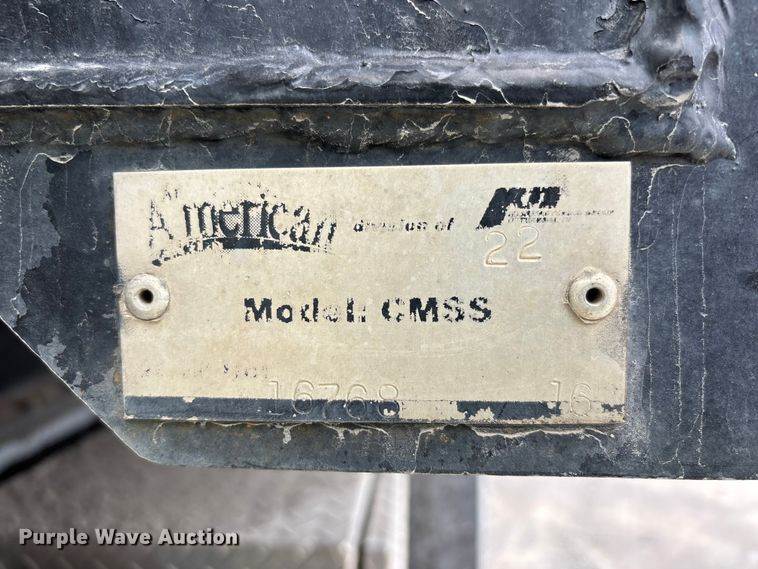 American division of
22
Model: CMSS
16768 16
Purple Wave Auction